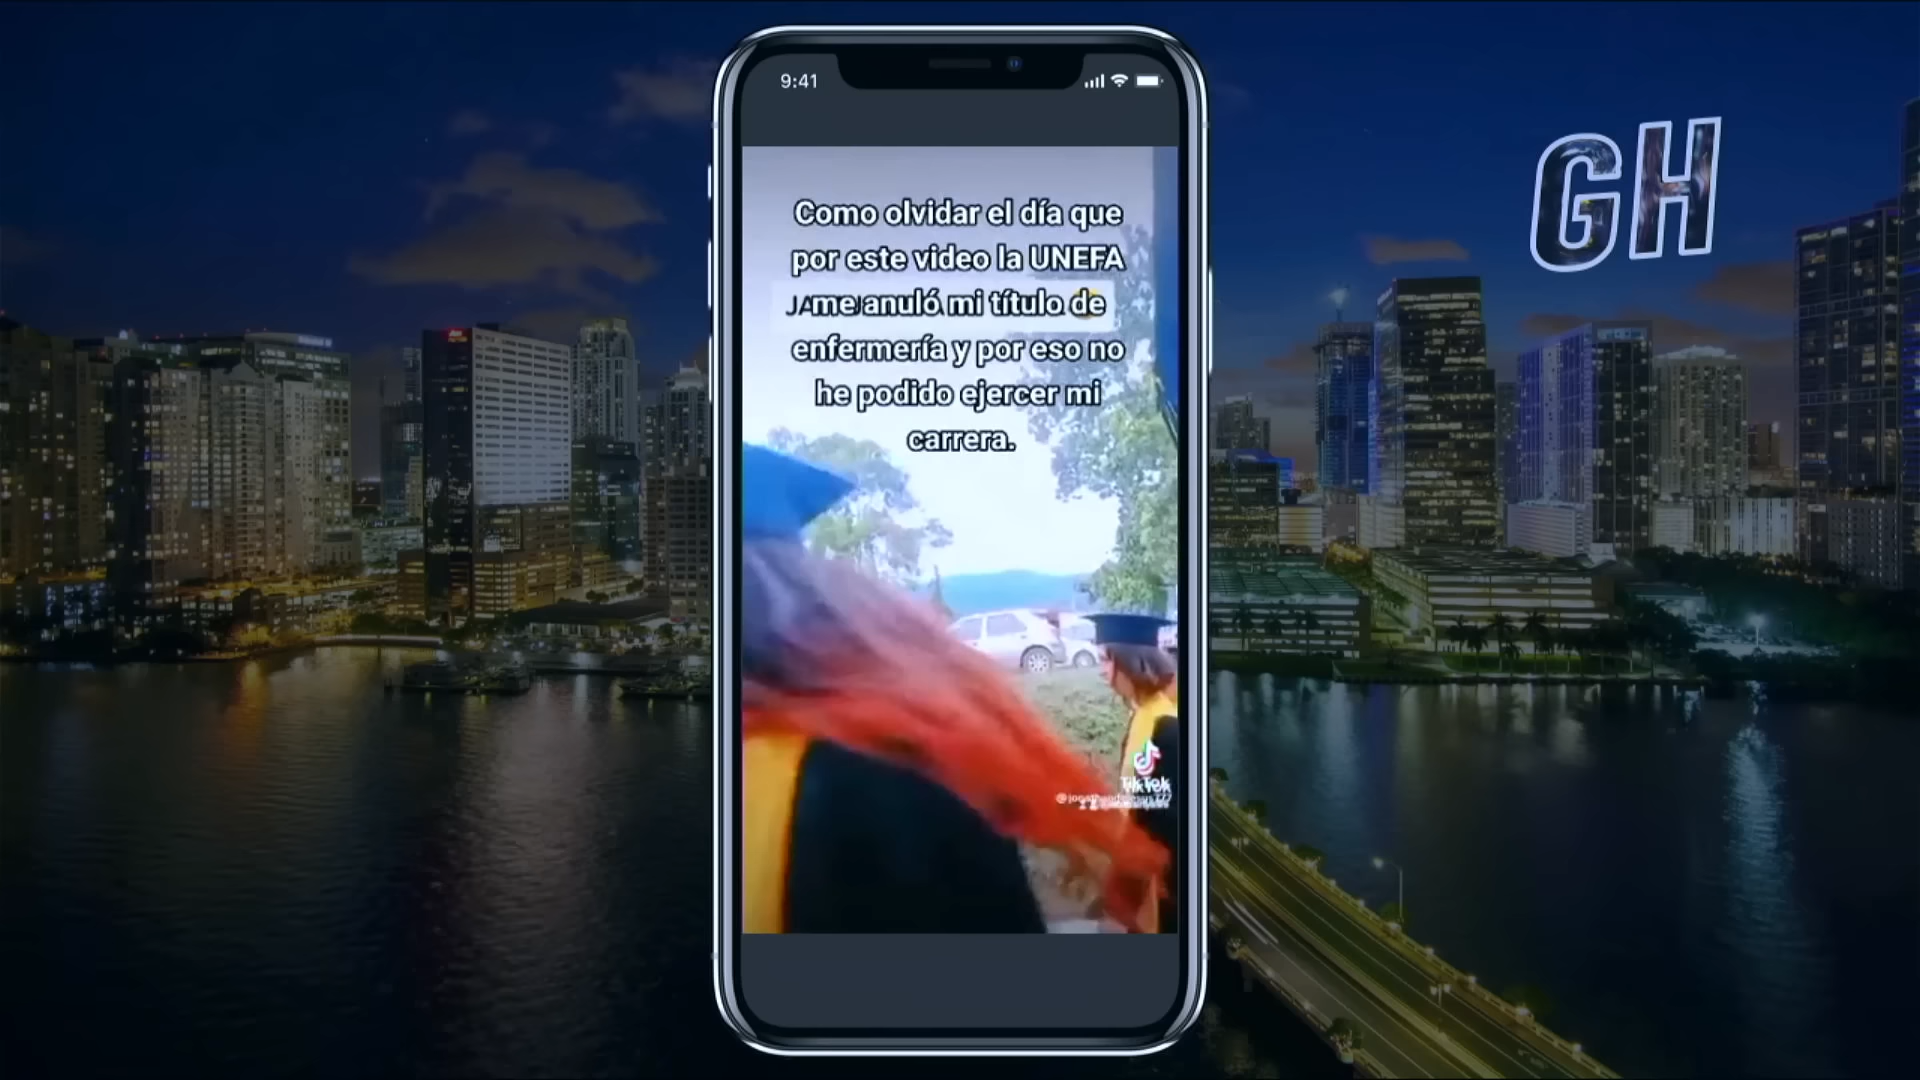 9:41
GH
Como olvidar el día que
por este video la UNEFA
me anuló mi título de
enfermería y por eso no
he podido ejercer mi
carrera.
TikTok